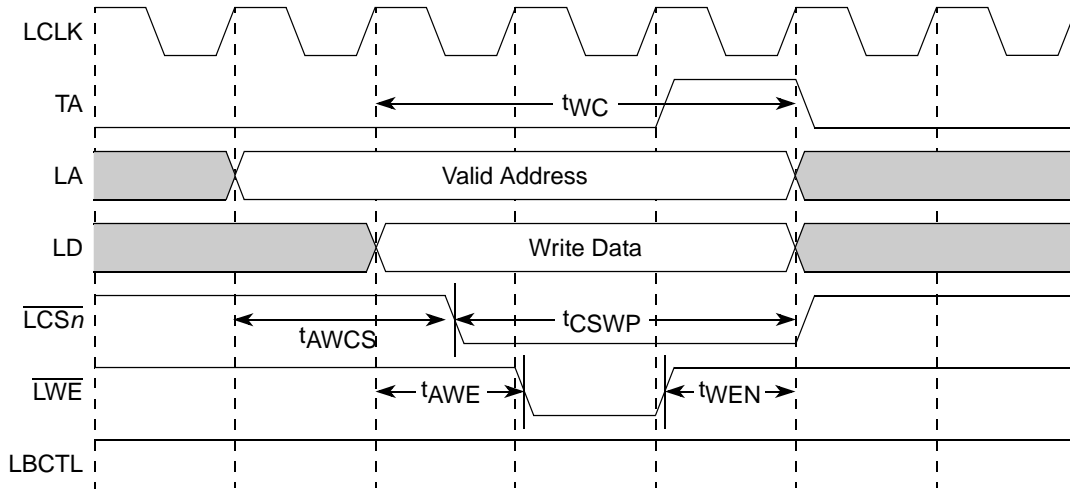 LCLK
TA
tWC
LA
Valid Address
LD
Write Data
LCSn
tAWCS
tCSWP
LWE
tAWE
tWEN
LBCTL